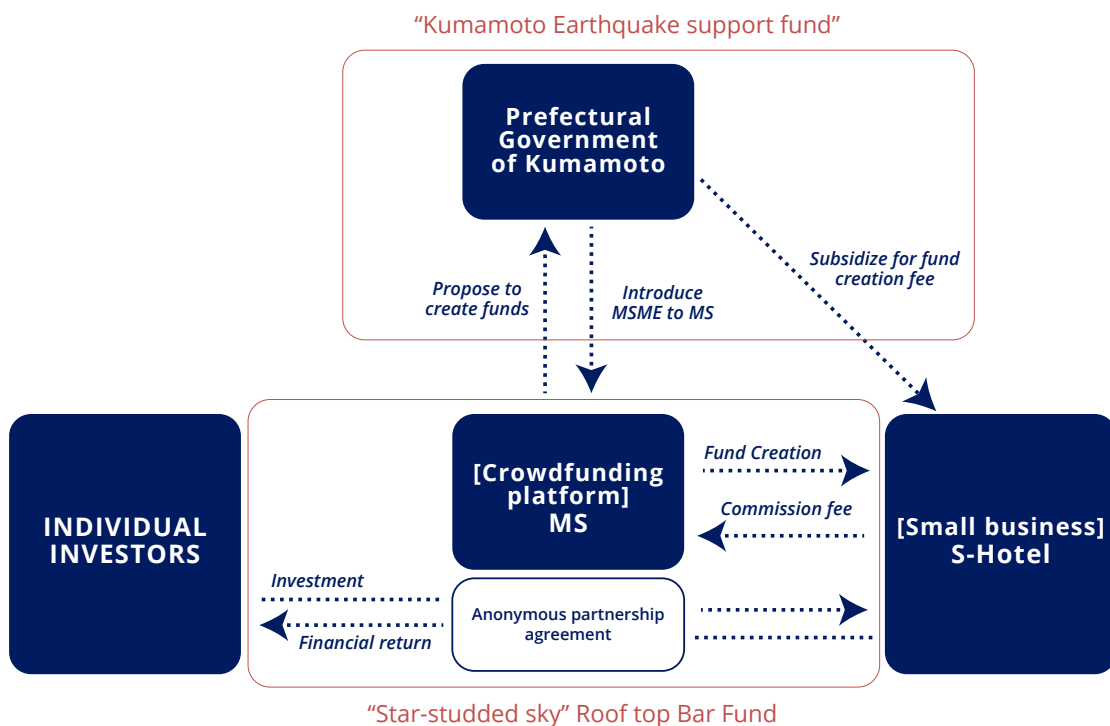 “Kumamoto Earthquake support fund”
Prefectural
Government
of Kumamoto
Subsidize for fund
creation fee
Propose to
create funds
Introduce
MSME to MS
INDIVIDUAL
INVESTORS
[Crowdfunding
platform]
MS
Fund Creation
Commission fee
[Small business]
S-Hotel
Investment
Financial return
Anonymous partnership
agreement
“Star-studded sky” Roof top Bar Fund